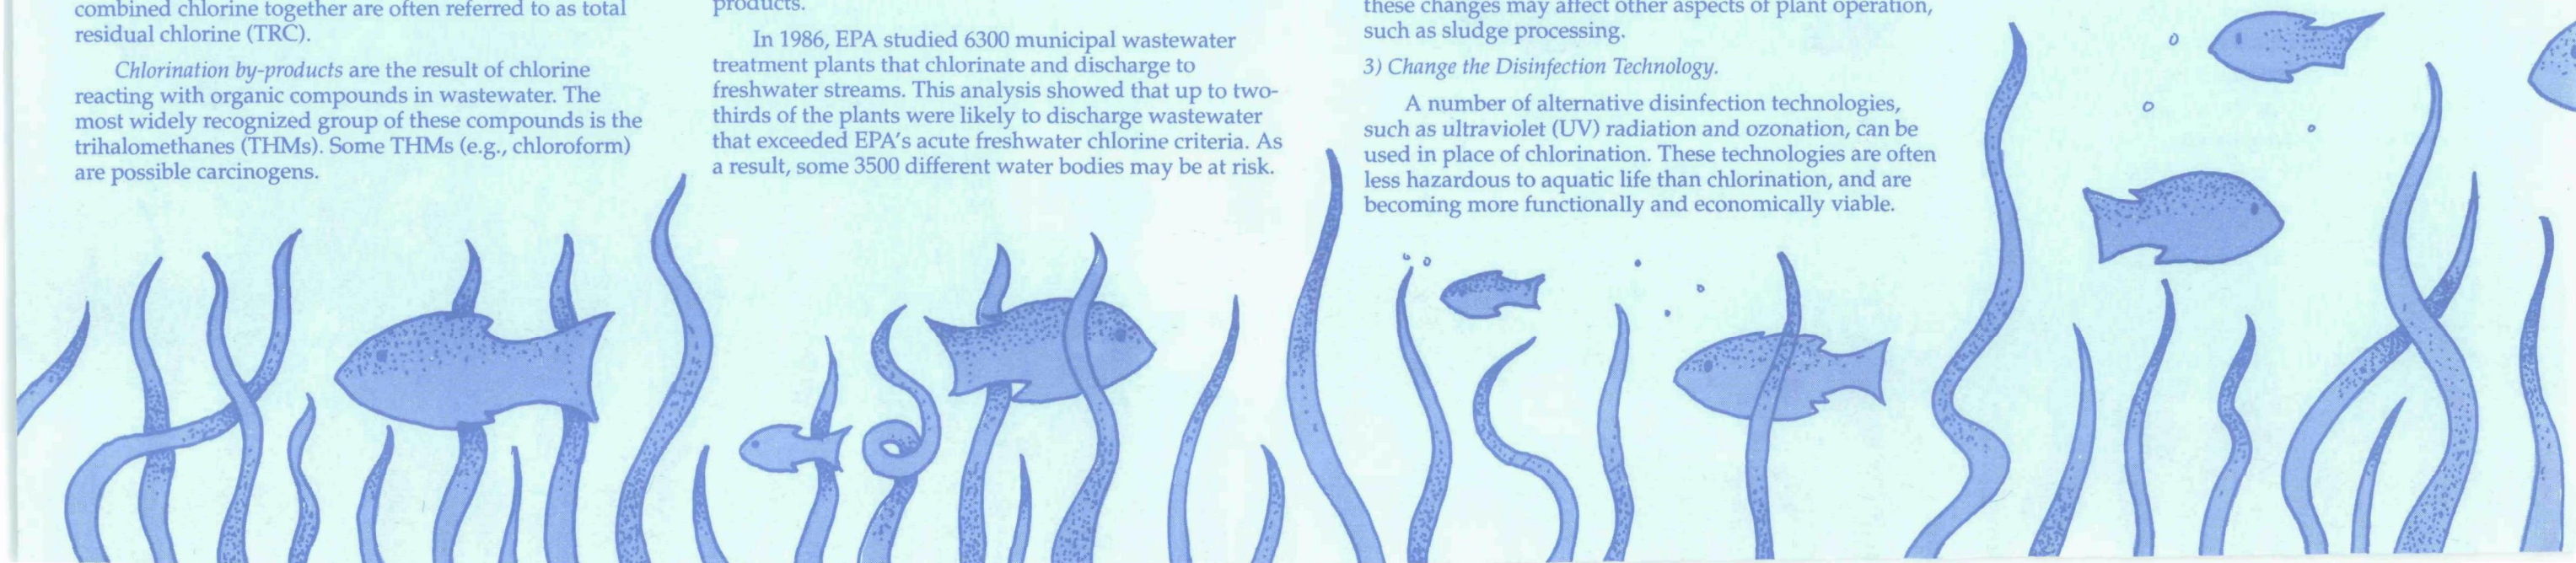 combined chlorine together are often referred to as total
residual chlorine (TRC).
Chlorination by-products are the result of chlorine
reacting with organic compounds in wastewater. The
most widely recognized group of these compounds is the
trihalomethanes (THMs). Some THMs (e.g., chloroform)
are possible carcinogens.
products.
In 1986, EPA studied 6300 municipal wastewater
treatment plants that chlorinate and discharge to
freshwater streams. This analysis showed that up to two-
thirds of the plants were likely to discharge wastewater
that exceeded EPA's acute freshwater chlorine criteria. As
a result, some 3500 different water bodies may be at risk.
these changes may affect other aspects of plant operation,
such as sludge processing.
3) Change the Disinfection Technology.
A number of alternative disinfection technologies,
such as ultraviolet (UV) radiation and ozonation, can be
used in place of chlorination. These technologies are often
less hazardous to aquatic life than chlorination, and are
becoming more functionally and economically viable.